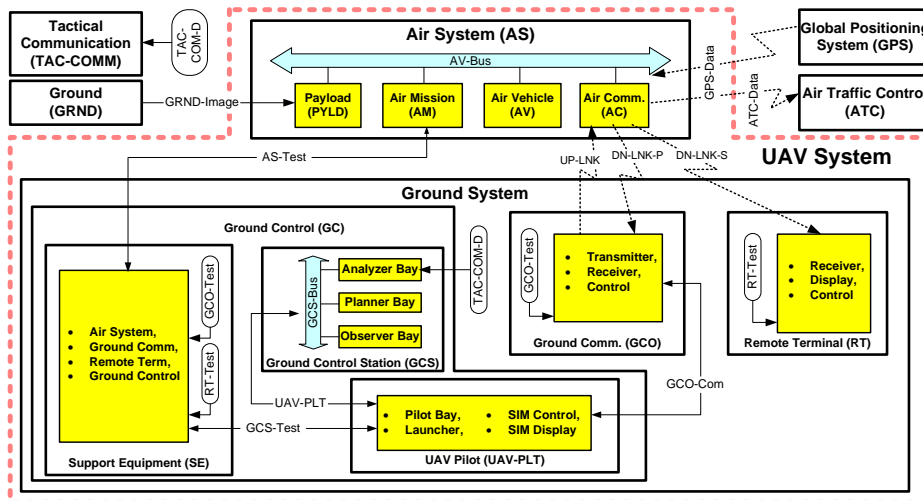 Tactical
Communication
(TAC-COMM)
TAC-
COM-D
Ground
(GRND)
GRND-Image
Air System (AS)
AV-Bus
Payload
(PYLD)
Air Mission
(AM)
Air Vehicle
(AV)
Air Comm.
(AC)
GPS-Data
Global Positioning
System (GPS)
ATC-Data
Air Traffic Control
(ATC)
UAV System
AS-Test
UP-LNK
DN-LNK-P
DN-LNK-S
Ground System
Ground Control (GC)
• Air System,
• Ground Comm,
• Remote Term,
• Ground Control
GCO-Test
RT-Test
Support Equipment (SE)
GCS-Bus
Analyzer Bay
Planner Bay
Observer Bay
Ground Control Station (GCS)
TAC-COM-D
GCO-Test
• Transmitter,
• Receiver,
• Control
Ground Comm. (GCO)
RT-Test
• Receiver,
• Display,
• Control
Remote Terminal (RT)
GCO-Com
UAV-PLT
GCS-Test
• Pilot Bay,
• Launcher,
• SIM Control,
• SIM Display
UAV Pilot (UAV-PLT)